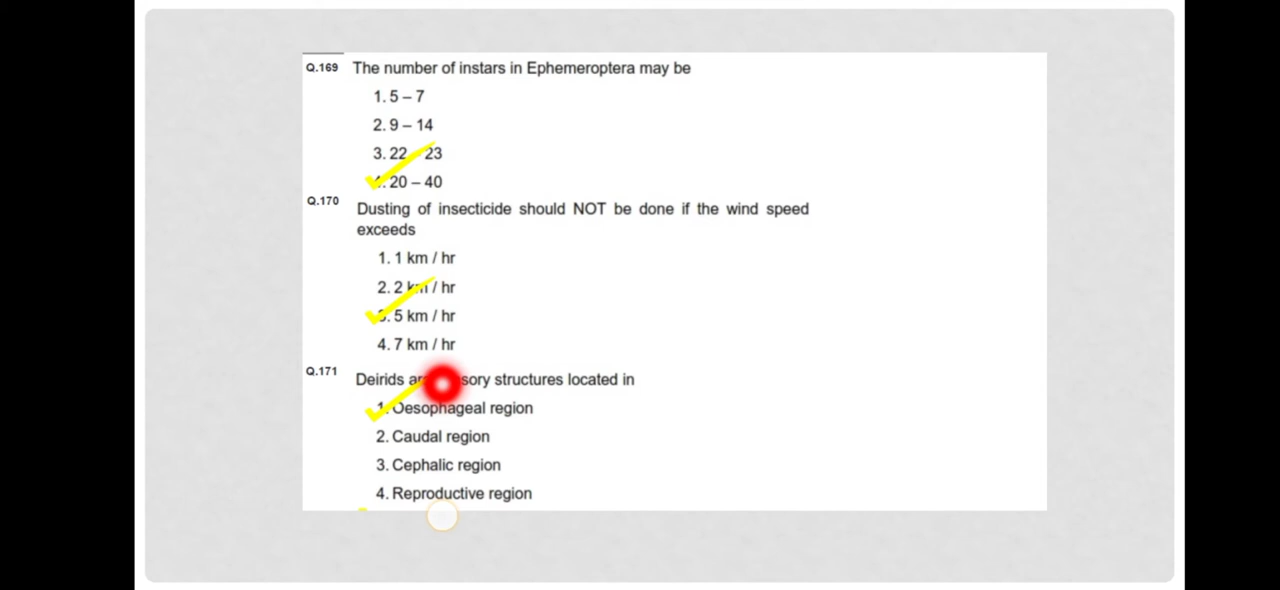 Q.169 The number of instars in Ephemeroptera may be
1. 5 – 7
2. 9 – 14
3. 22 23
20 – 40
Q.170 Dusting of insecticide should NOT be done if the wind speed
exceeds
1. 1 km / hr
2. 2 km / hr
5 km / hr
4. 7 km / hr
Q.171 Deirids structures located in
1. Oesophageal region
2. Caudal region
3. Cephalic region
4. Reproductive region